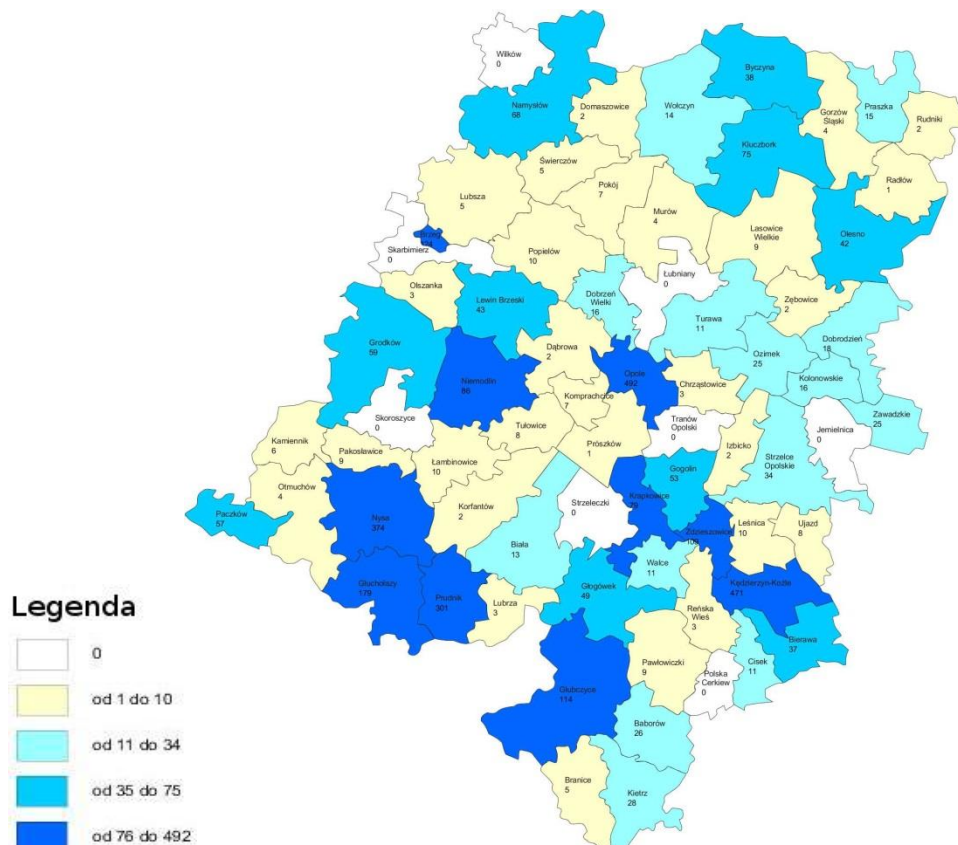 Wilków
0
Namysłów
68
Domaszowice
2
Wołczyn
14
Byczyna
38
Gorzów
Śląski
4
Praszka
15
Rudniki
2
Kluczbork
75
Radłów
1
Świerczów
5
Pokój
7
Lubsza
5
Murów
4
Lasowice
Wielkie
9
Olesno
42
Brzeg
Skarbimierz
0
Popielów
10
Łubniany
0
Olszanka
3
Lewin Brzeski
43
Dobrzeń
Wielki
16
Turawa
11
Zębowice
2
Dobrodzień
18
Grodków
59
Dąbrowa
2
Ozimek
25
Niemodlin
86
Opole
492
Chrząstowice
3
Kolonowskie
16
Komprachcice
7
Skoroszyce
0
Tułowice
8
Tranów
Opolski
0
Zawadzkie
25
Jemielnica
0
Kamiennik
6
Pakosławice
9
Łambinowice
10
Prószków
1
Izbicko
2
Strzelce
Opolskie
34
Gogolin
53
Otmuchów
4
Korfantów
2
Strzeleczki
0
Krapkowice
79
Paczków
57
Nysa
374
Biała
13
Zdzieszowice
109
Leśnica
10
Ujazd
8
Walce
11
Głuchołazy
179
Prudnik
301
Lubrza
3
Głogówek
49
Kędzierzyn-Koźle
471
Reńska
Wieś
3
Bierawa
37
Pawłowiczki
9
Polska
Cerkiew
0
Cisek
11
Głubczyce
114
Baborów
26
Branice
5
Kietrz
28
Legenda
0
od 1 do 10
od 11 do 34
od 35 do 75
od 76 do 492